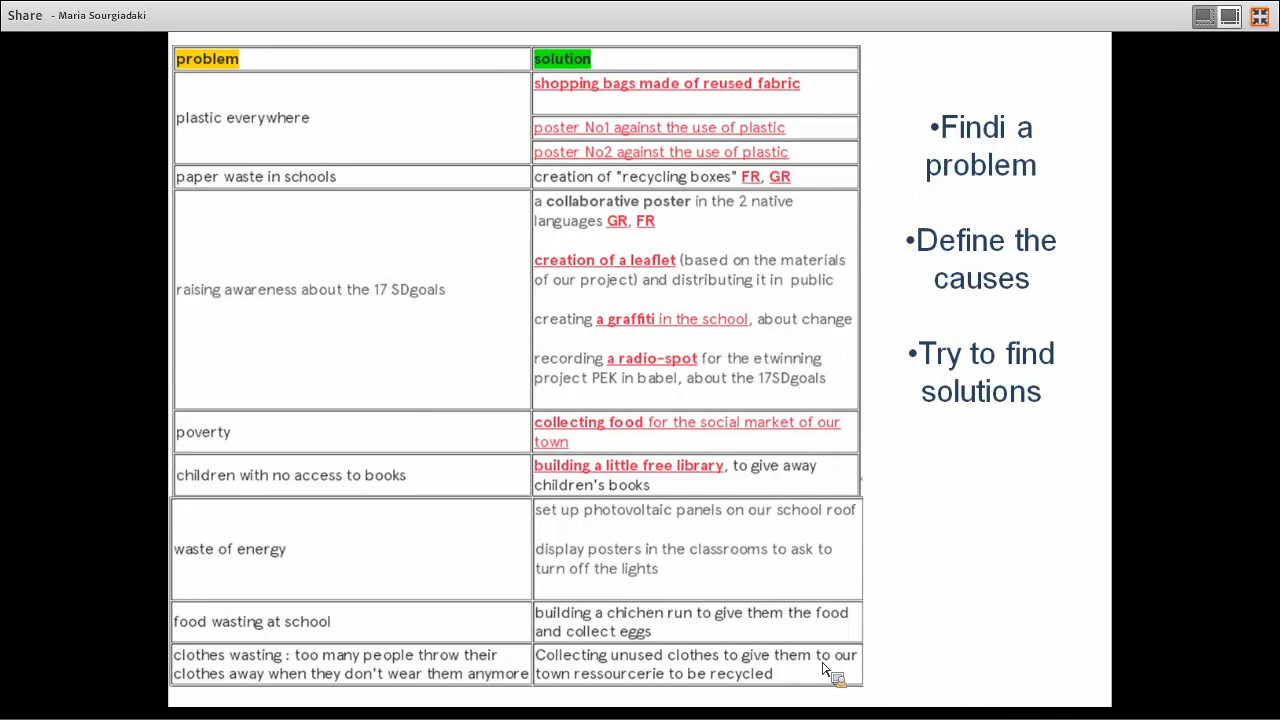 Share - Maria Sourgiadaki
problem
solution
plastic everywhere
shopping bags made of reused fabric
poster No1 against the use of plastic
poster No2 against the use of plastic
paper waste in schools
creation of "recycling boxes" FR, GR
raising awareness about the 17 SDgoals
a collaborative poster in the 2 native
languages GR, FR
creation of a leaflet (based on the materials
of our project) and distributing it in public
creating a graffiti in the school, about change
recording a radio-spot for the etwinning
project PEK in babel, about the 17SDgoals
poverty
collecting food for the social market of our
town
children with no access to books
building a little free library, to give away
children's books
waste of energy
set up photovoltaic panels on our school roof
display posters in the classrooms to ask to
turn off the lights
food wasting at school
building a chichen run to give them the food
and collect eggs
clothes wasting : too many people throw their
clothes away when they don't wear them anymore
Collecting unused clothes to give them to our
town ressourcerie to be recycled
•Findi a
problem
•Define the
causes
•Try to find
solutions